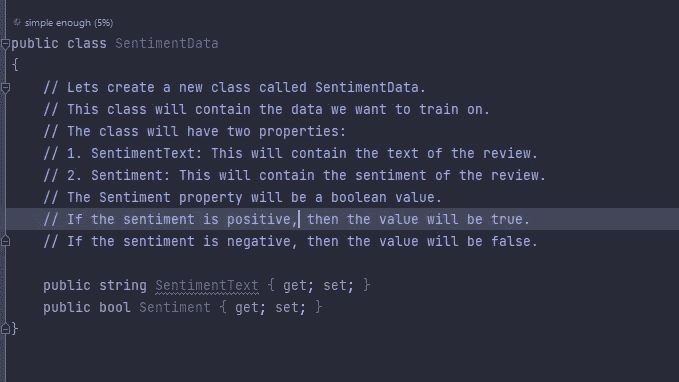 simple enough (5%)
public class SentimentData
{
// Lets create a new class called SentimentData.
// This class will contain the data we want to train on.
// The class will have two properties:
// 1. SentimentText: This will contain the text of the review.
// 2. Sentiment: This will contain the sentiment of the review.
// The Sentiment property will be a boolean value.
// If the sentiment is positive, then the value will be true.
// If the sentiment is negative, then the value will be false.
public string SentimentText { get; set; }
public bool Sentiment { get; set; }
}